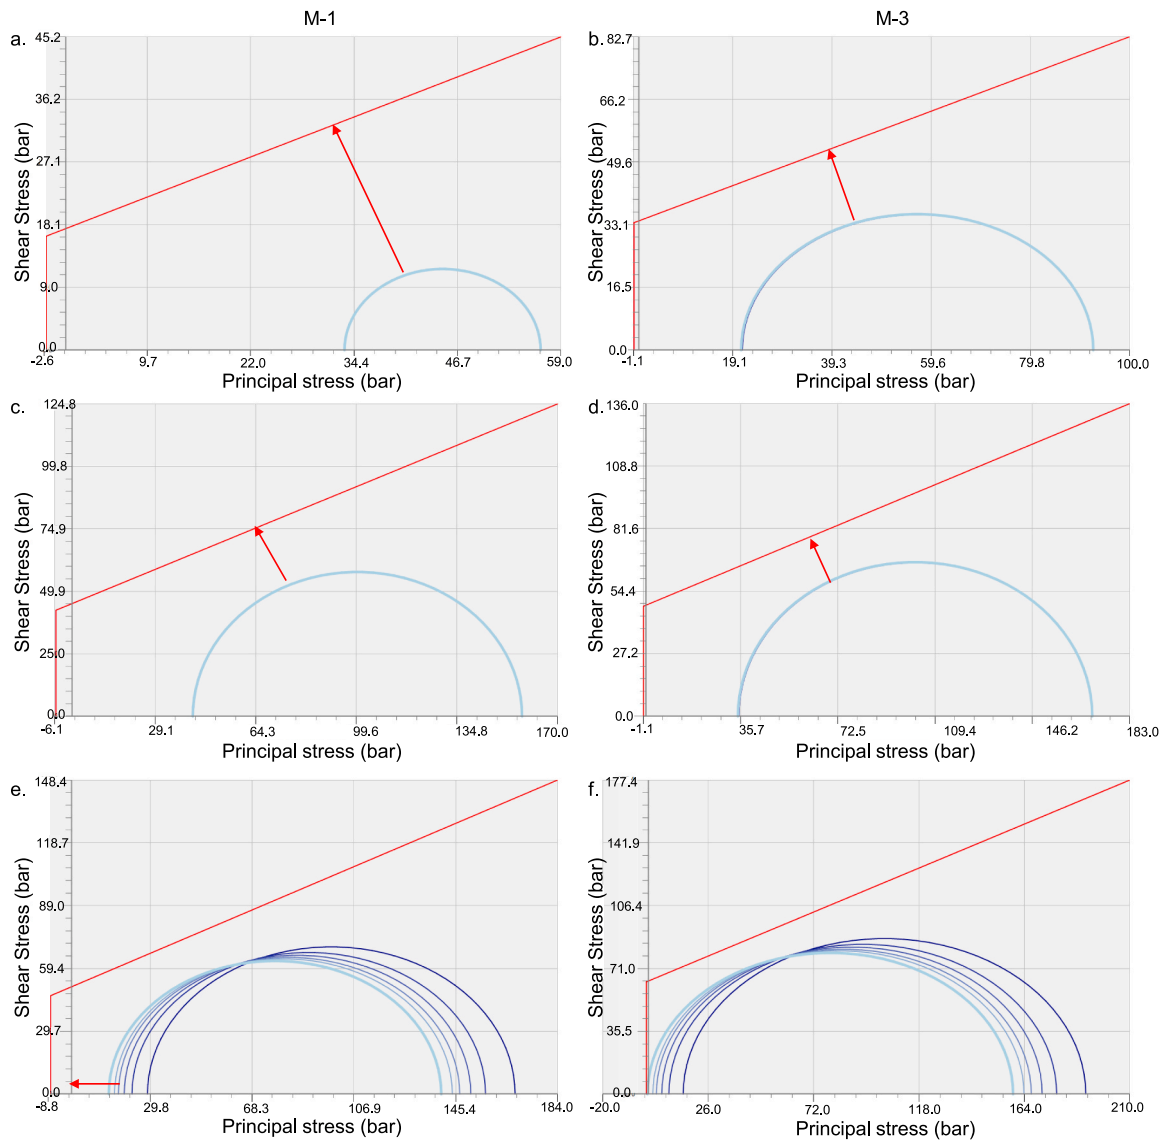 M-1
M-3
a.
45.2
36.2
27.1
18.1
9.0
0.0
Shear Stress (bar)
-2.6 9.7 22.0 34.4 46.7 59.0
Principal stress (bar)
b.
82.7
66.2
49.6
33.1
16.5
0.0
Shear Stress (bar)
-1.1 19.1 39.3 59.6 79.8 100.0
Principal stress (bar)
c.
124.8
99.8
74.9
49.9
25.0
0.0
Shear Stress (bar)
-6.1 29.1 64.3 99.6 134.8 170.0
Principal stress (bar)
d.
136.0
108.8
81.6
54.4
27.2
0.0
Shear Stress (bar)
-1.1 35.7 72.5 109.4 146.2 183.0
Principal stress (bar)
e.
148.4
118.7
89.0
59.4
29.7
0.0
Shear Stress (bar)
-8.8 29.8 68.3 106.9 145.4 184.0
Principal stress (bar)
f.
177.4
141.9
106.4
71.0
35.5
0.0
Shear Stress (bar)
-20.0 26.0 72.0 118.0 164.0 210.0
Principal stress (bar)